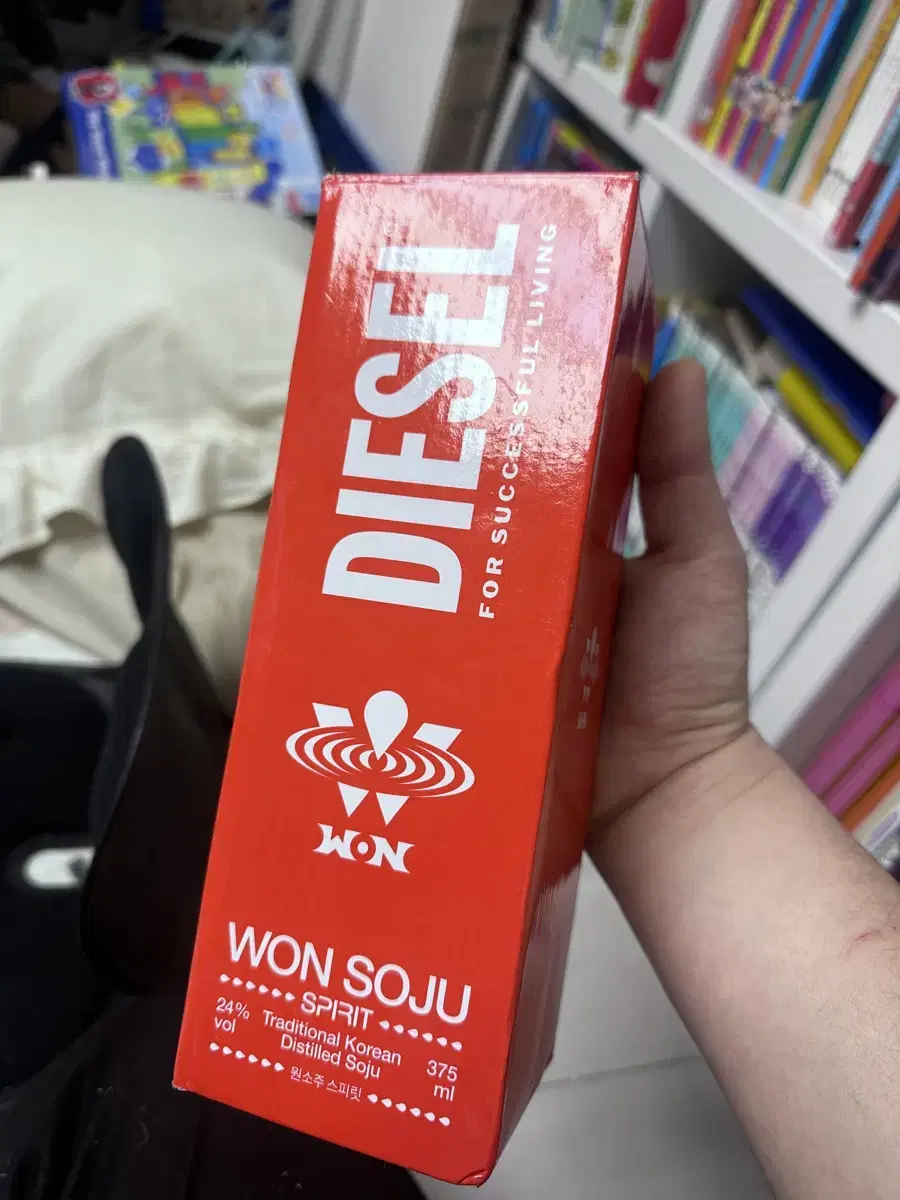 DIESEL
FOR SUCCESSFUL LIVING
WON
WON SOJU
SPIRIT
24% vol
Traditional Korean
Distilled Soju
375 ml
원소주 스피릿